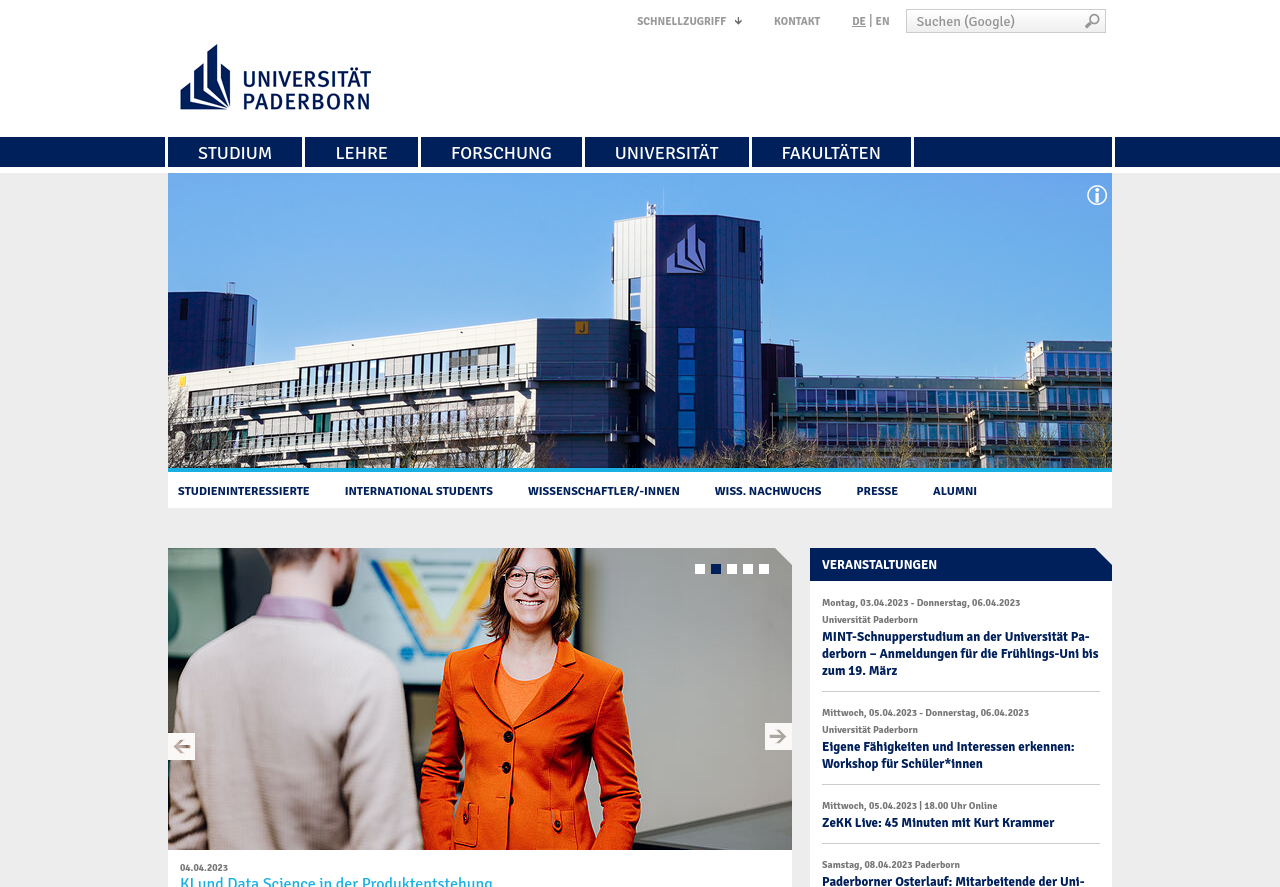 SCHNELLZUGRIFF
KONTAKT
DE | EN
Suchen (Google)
UNIVERSITÄT
PADERBORN
STUDIUM
LEHRE
FORSCHUNG
UNIVERSITÄT
FAKULTÄTEN
J
STUDIENINTERESSIERTE
INTERNATIONAL STUDENTS
WISSENSCHAFTLER/-INNEN
WISS. NACHWUCHS
PRESSE
ALUMNI
04.04.2023
KI und Data Science in der Produktentstehung
VERANSTALTUNGEN
Montag, 03.04.2023 - Donnerstag, 06.04.2023
Universität Paderborn
MINT-Schnupperstudium an der Universität Pa-
derborn – Anmeldungen für die Frühlings-Uni bis
zum 19. März
Mittwoch, 05.04.2023 - Donnerstag, 06.04.2023
Universität Paderborn
Eigene Fähigkeiten und Interessen erkennen:
Workshop für Schüler*innen
Mittwoch, 05.04.2023 | 18.00 Uhr Online
ZeKK Live: 45 Minuten mit Kurt Krammer
Samstag, 08.04.2023 Paderborn
Paderborner Osterlauf: Mitarbeitende der Uni-